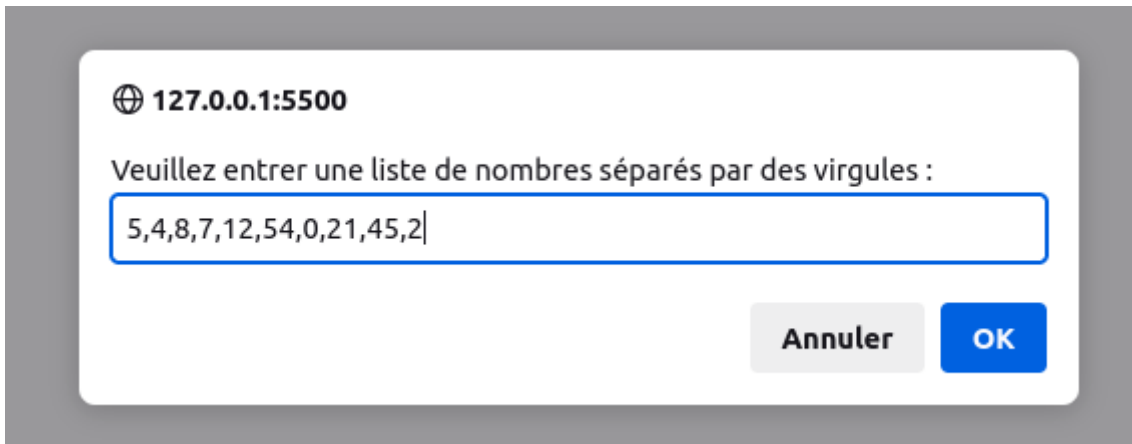 127.0.0.1:5500
Veuillez entrer une liste de nombres séparés par des virgules :
5,4,8,7,12,54,0,21,45,2
Annuler OK